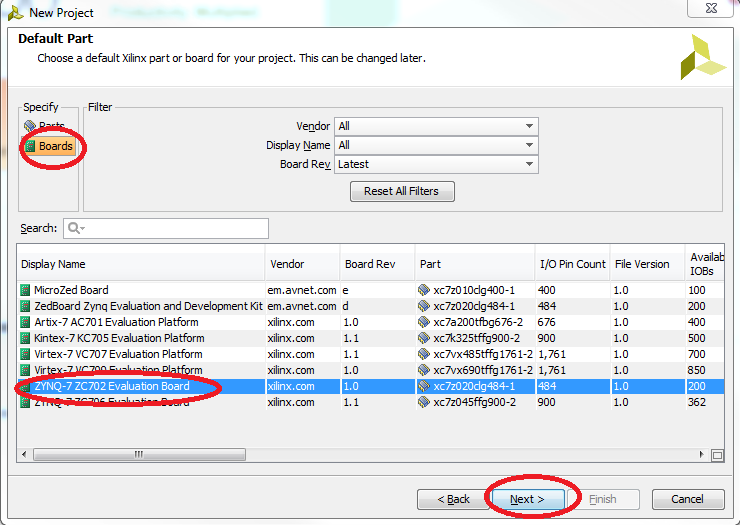 New Project
Default Part
Choose a default Xilinx part or board for your project. This can be changed later.
Specify
Parts
Boards
Filter
Vendor All
Display Name All
Board Rev Latest
Reset All Filters
Search:
Display Name Vendor Board Rev Part I/O Pin Count File Version Availab IOBs
MicroZed Board em.avnet.com e xc7z010clg400-1 400 1.0 100
ZedBoard Zynq Evaluation and Development Kit em.avnet.com d xc7z020clg484-1 484 1.0 200
Artix-7 AC701 Evaluation Platform xilinx.com 1.0 xc7a200tfbg676-2 676 1.0 400
Kintex-7 KC705 Evaluation Platform xilinx.com 1.1 xc7k325tffg900-2 900 1.0 500
Virtex-7 VC707 Evaluation Platform xilinx.com 1.1 xc7vx485tffg1761-2 1,761 1.0 700
Virtex-7 VC709 Evaluation Platform xilinx.com 1.0 xc7vx690tffg1761-2 1,761 1.0 850
ZYNQ-7 ZC702 Evaluation Board xilinx.com 1.0 xc7z020clg484-1 484 1.0 200
ZYNQ-7 ZC706 Evaluation Board xilinx.com 1.1 xc7z045ffg900-2 900 1.0 362
< Back Next > Finish Cancel